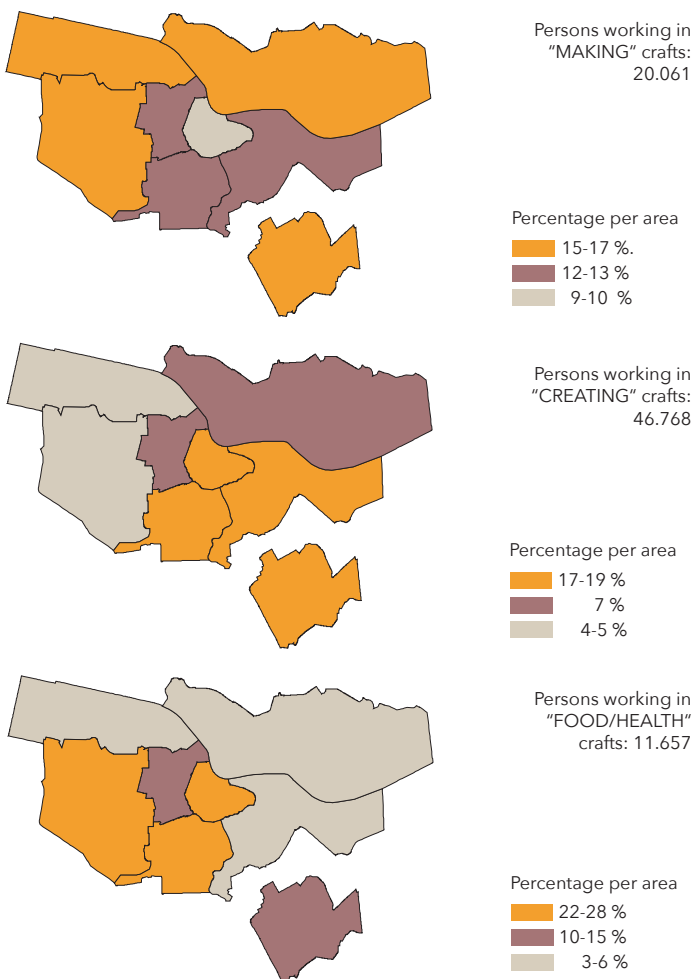 Persons working in
“MAKING“ crafts:
20.061
Percentage per area
15-17 %.
12-13 %
9-10 %
Persons working in
“CREATING“ crafts:
46.768
Percentage per area
17-19 %
7 %
4-5 %
Persons working in
“FOOD/HEALTH“
crafts: 11.657
Percentage per area
22-28 %
10-15 %
3-6 %